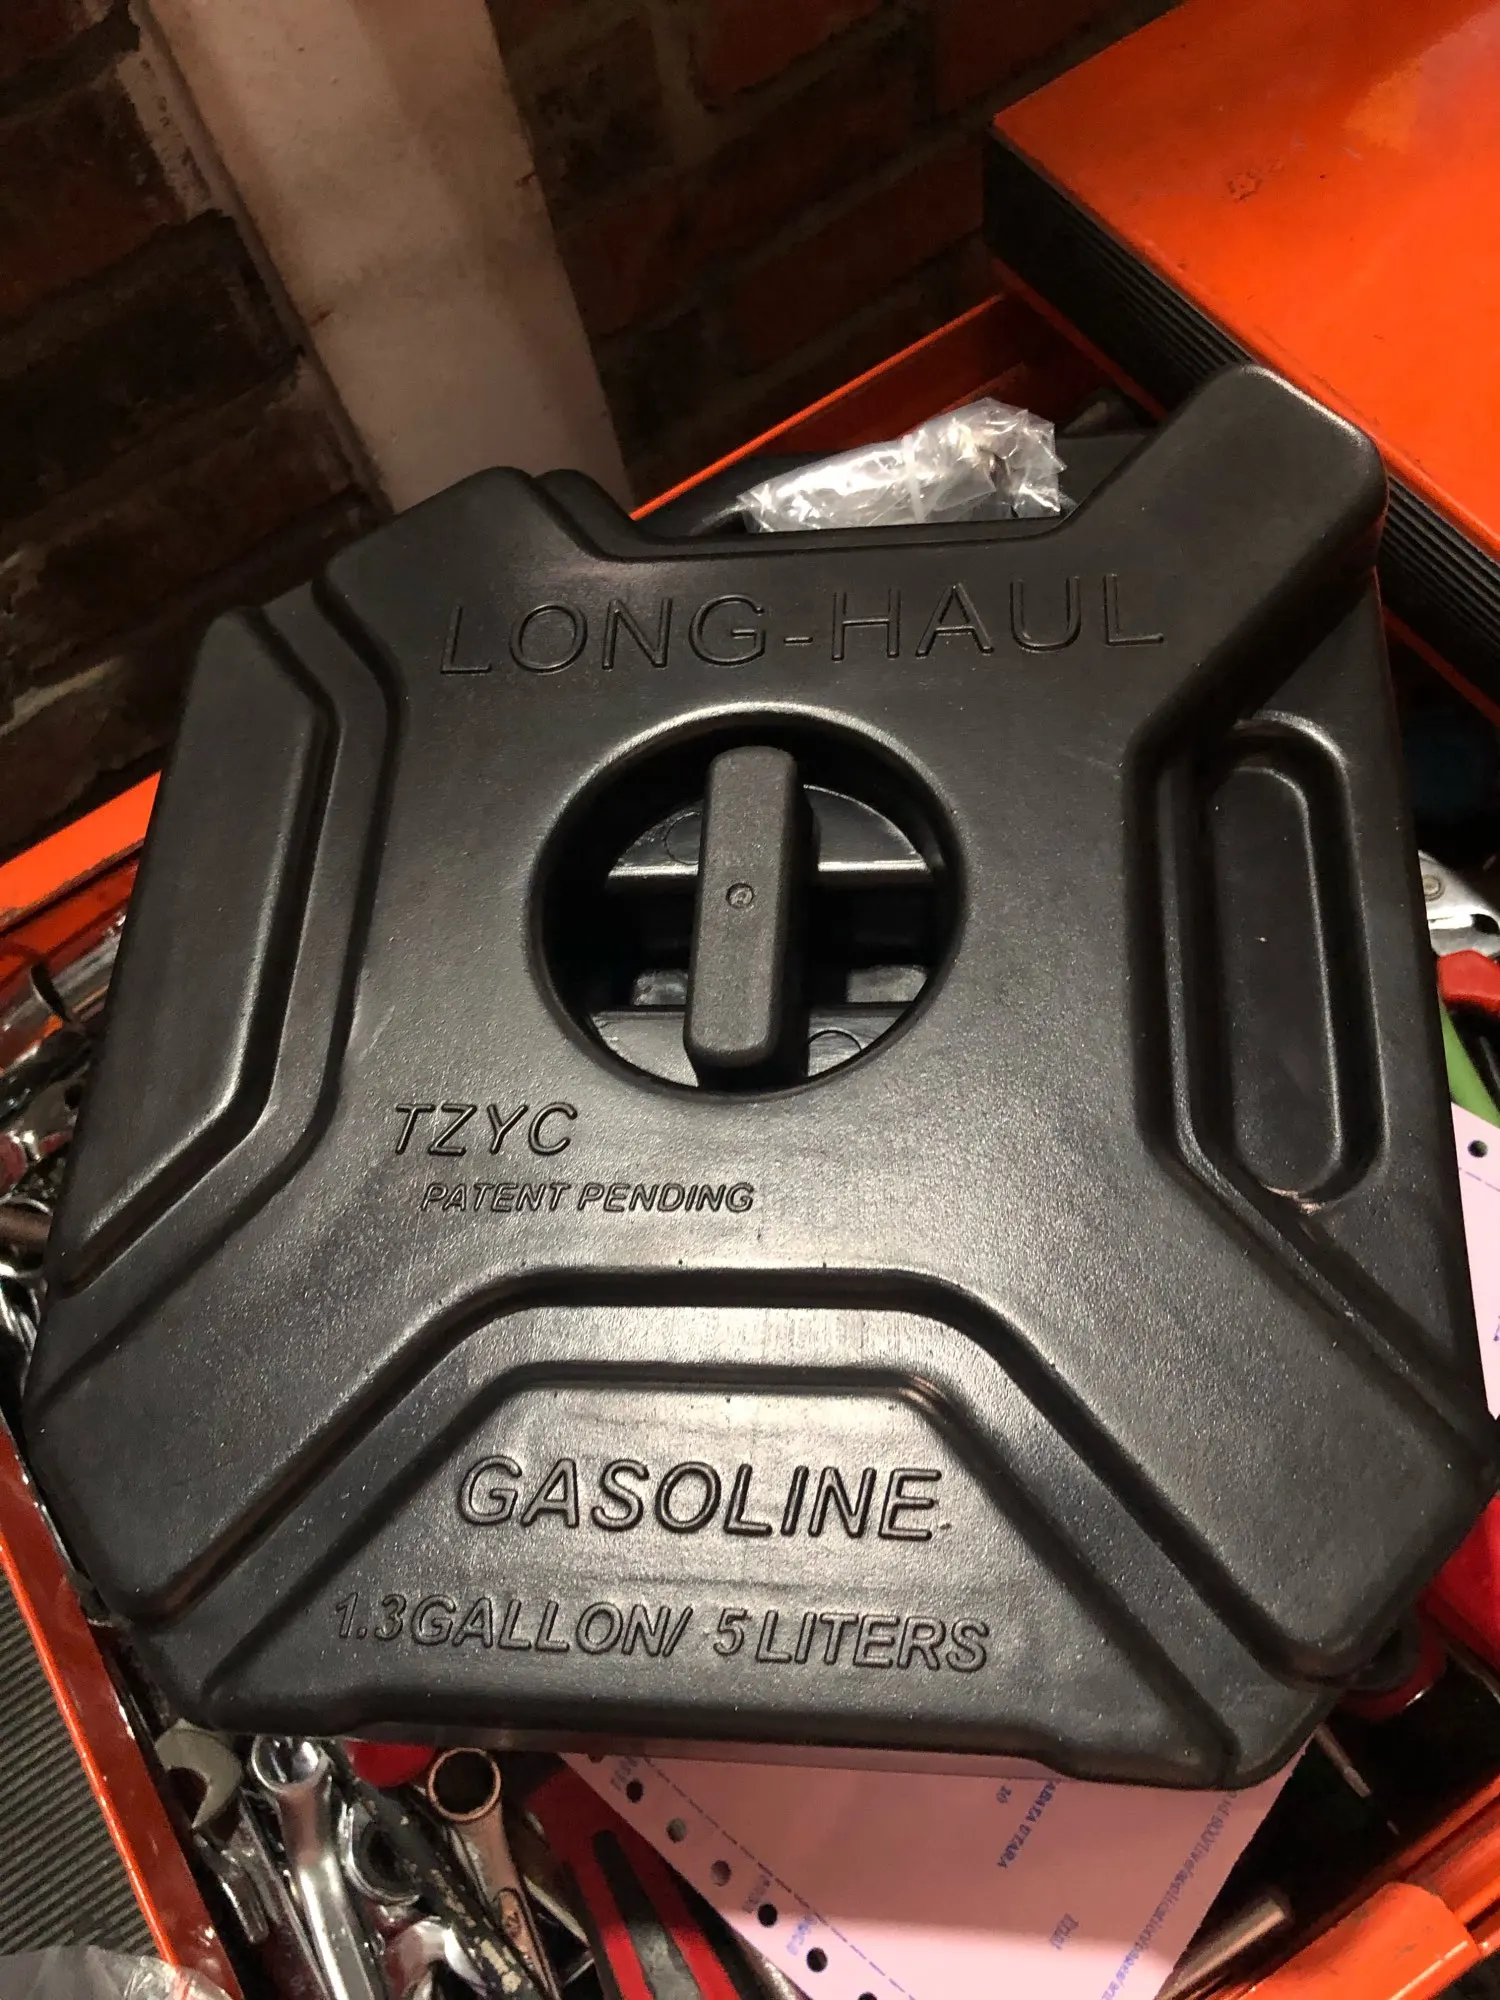 LONG-HAUL
TZYC
PATENT PENDING
GASOLINE
1.3GALLON/ 5LITERS